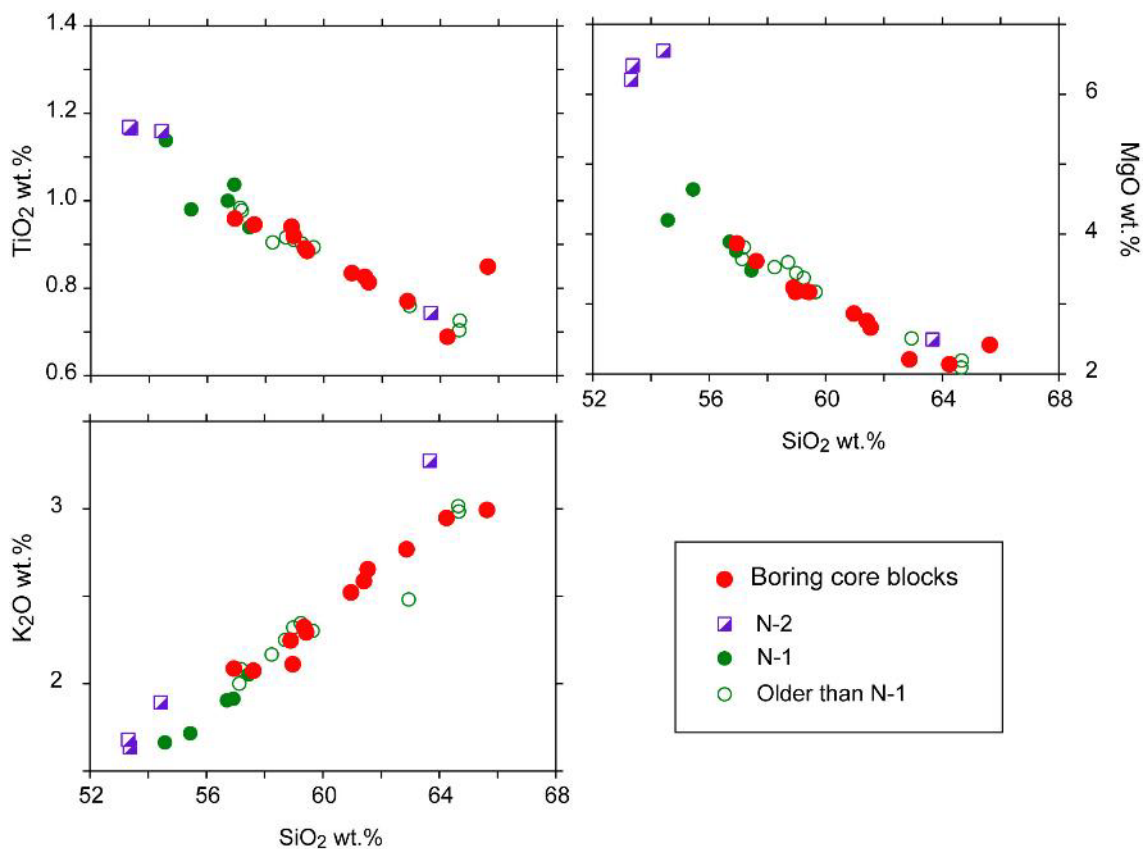 1.4
1.2
1.0
0.8
0.6
TiO2 wt.%
6
4
2
MgO wt.%
52 56 60 64 68
SiO2 wt.%
3
2
K2O wt.%
52 56 60 64 68
SiO2 wt.%
Boring core blocks
N-2
N-1
Older than N-1